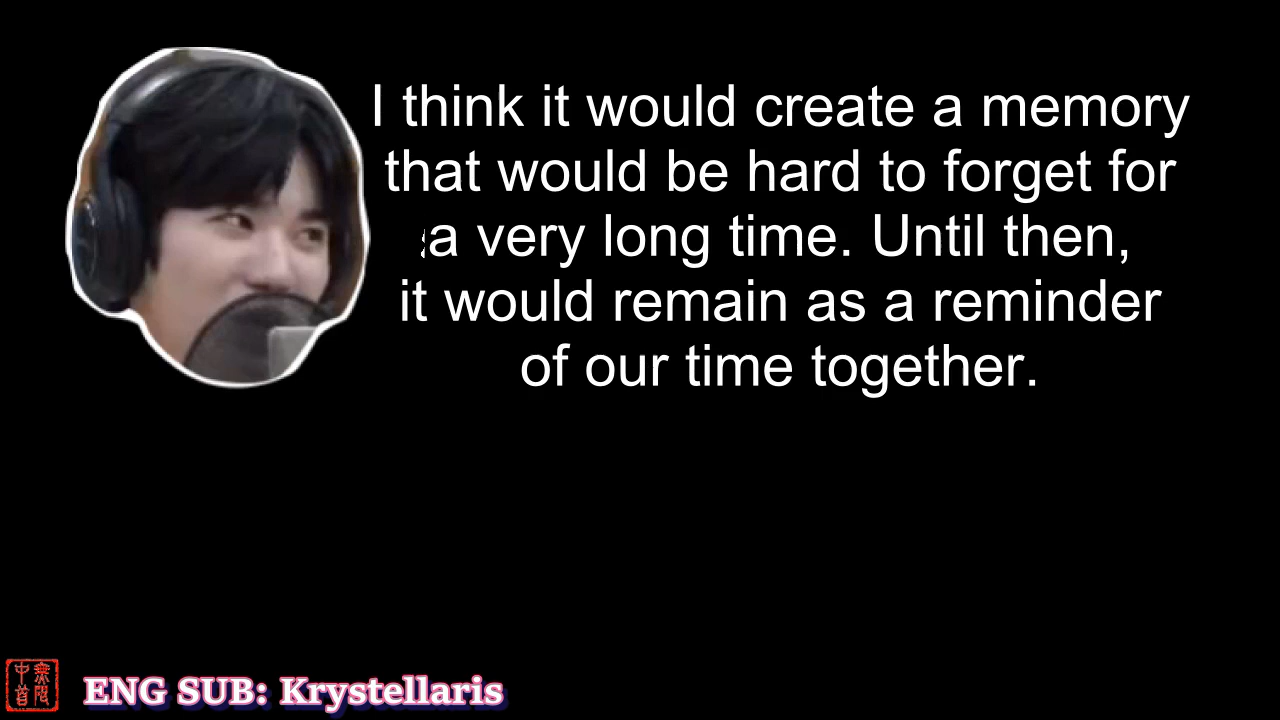 I think it would create a memory
that would be hard to forget for
a very long time. Until then,
it would remain as a reminder
of our time together.
ENG SUB: Krystellaris